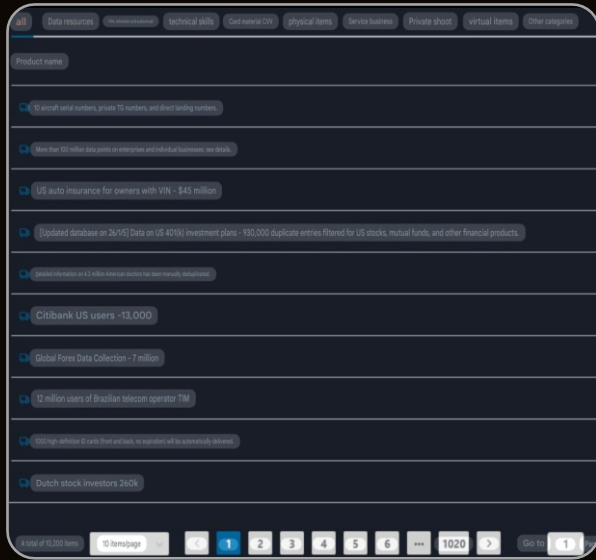 all Data resources technical skills Card material CVV physical items Service business Private shoot virtual items Other categories
Product name
10 aircraft serial numbers, private TG numbers, and direct landing numbers.
More than 100 million data points on enterprises and individual businesses; see details.
US auto insurance for owners with VIN - $45 million
[Updated database on 26/1/5] Data on US 401(k) investment plans - 930,000 duplicate entries filtered for US stocks, mutual funds, and other financial products.
Detailed information on 4.3 million American doctors has been manually deduplicated.
Citibank US users -13,000
Global Forex Data Collection - 7 million
12 million users of Brazilian telecom operator TIM
1000 high-definition ID cards (front and back, no expiration) will be automatically delivered.
Dutch stock investors 260k
A total of 10,200 items 10 items/page < 1 2 3 4 5 6 ... 1020 > Go to 1